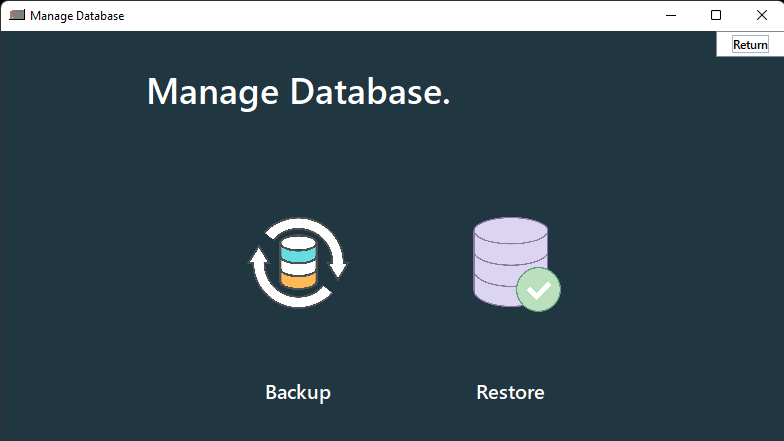 Manage Database
Return
Manage Database.
Backup
Restore